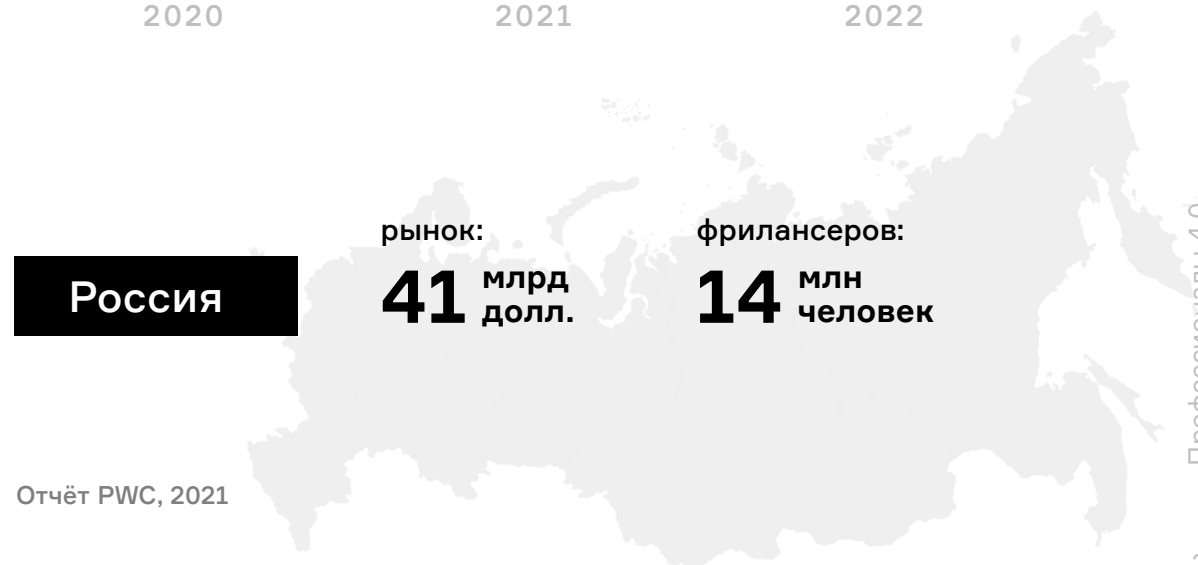 2020 2021 2022
рынок: фрилансеров:
Россия
41 млрд долл.
14 млн человек
Отчёт PWC, 2021